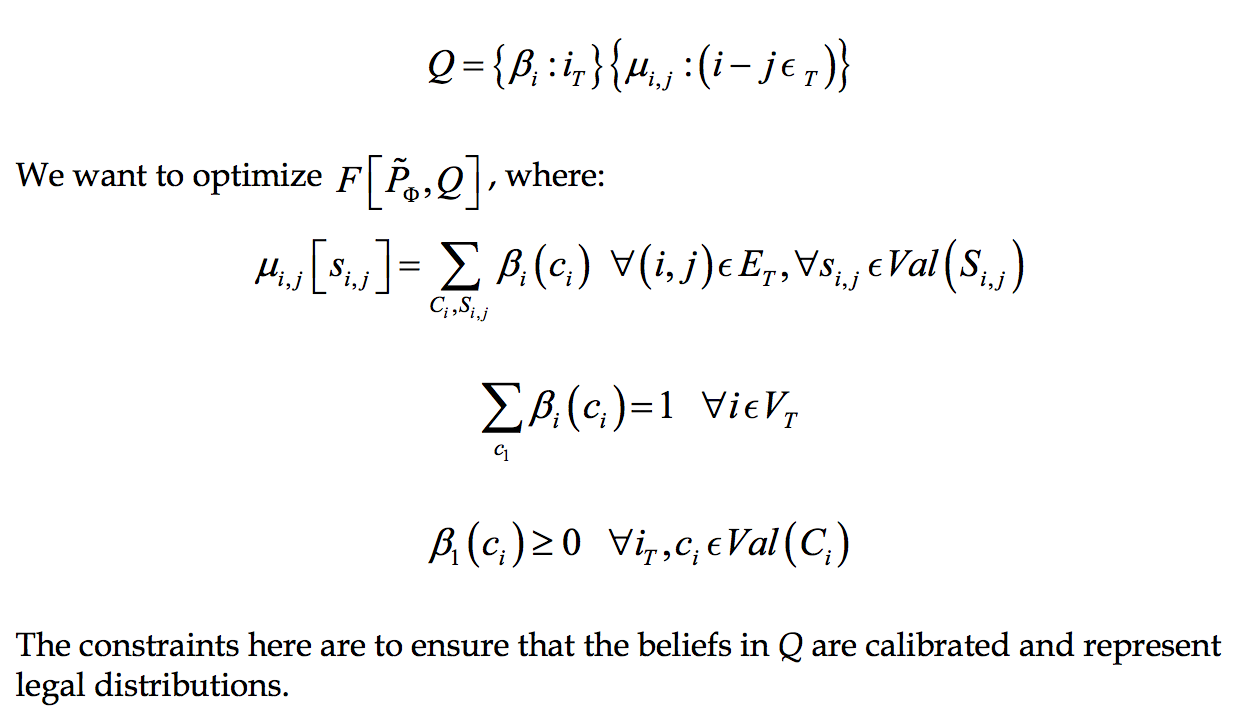 Q = {β_i : i_T}{μ_{i,j} : (i − j ϵ _T)}
We want to optimize F[P̃_Φ, Q], where:
μ_{i,j}[s_{i,j}] = ∑_{C_i,S_{i,j}} β_i(c_i) ∀(i, j) ϵ E_T, ∀s_{i,j} ϵ Val(S_{i,j})
∑_{c_1} β_i(c_i) = 1 ∀i ϵ V_T
β_1(c_i) ≥ 0 ∀i_T, c_i ϵ Val(C_i)
The constraints here are to ensure that the beliefs in Q are calibrated and represent
legal distributions.